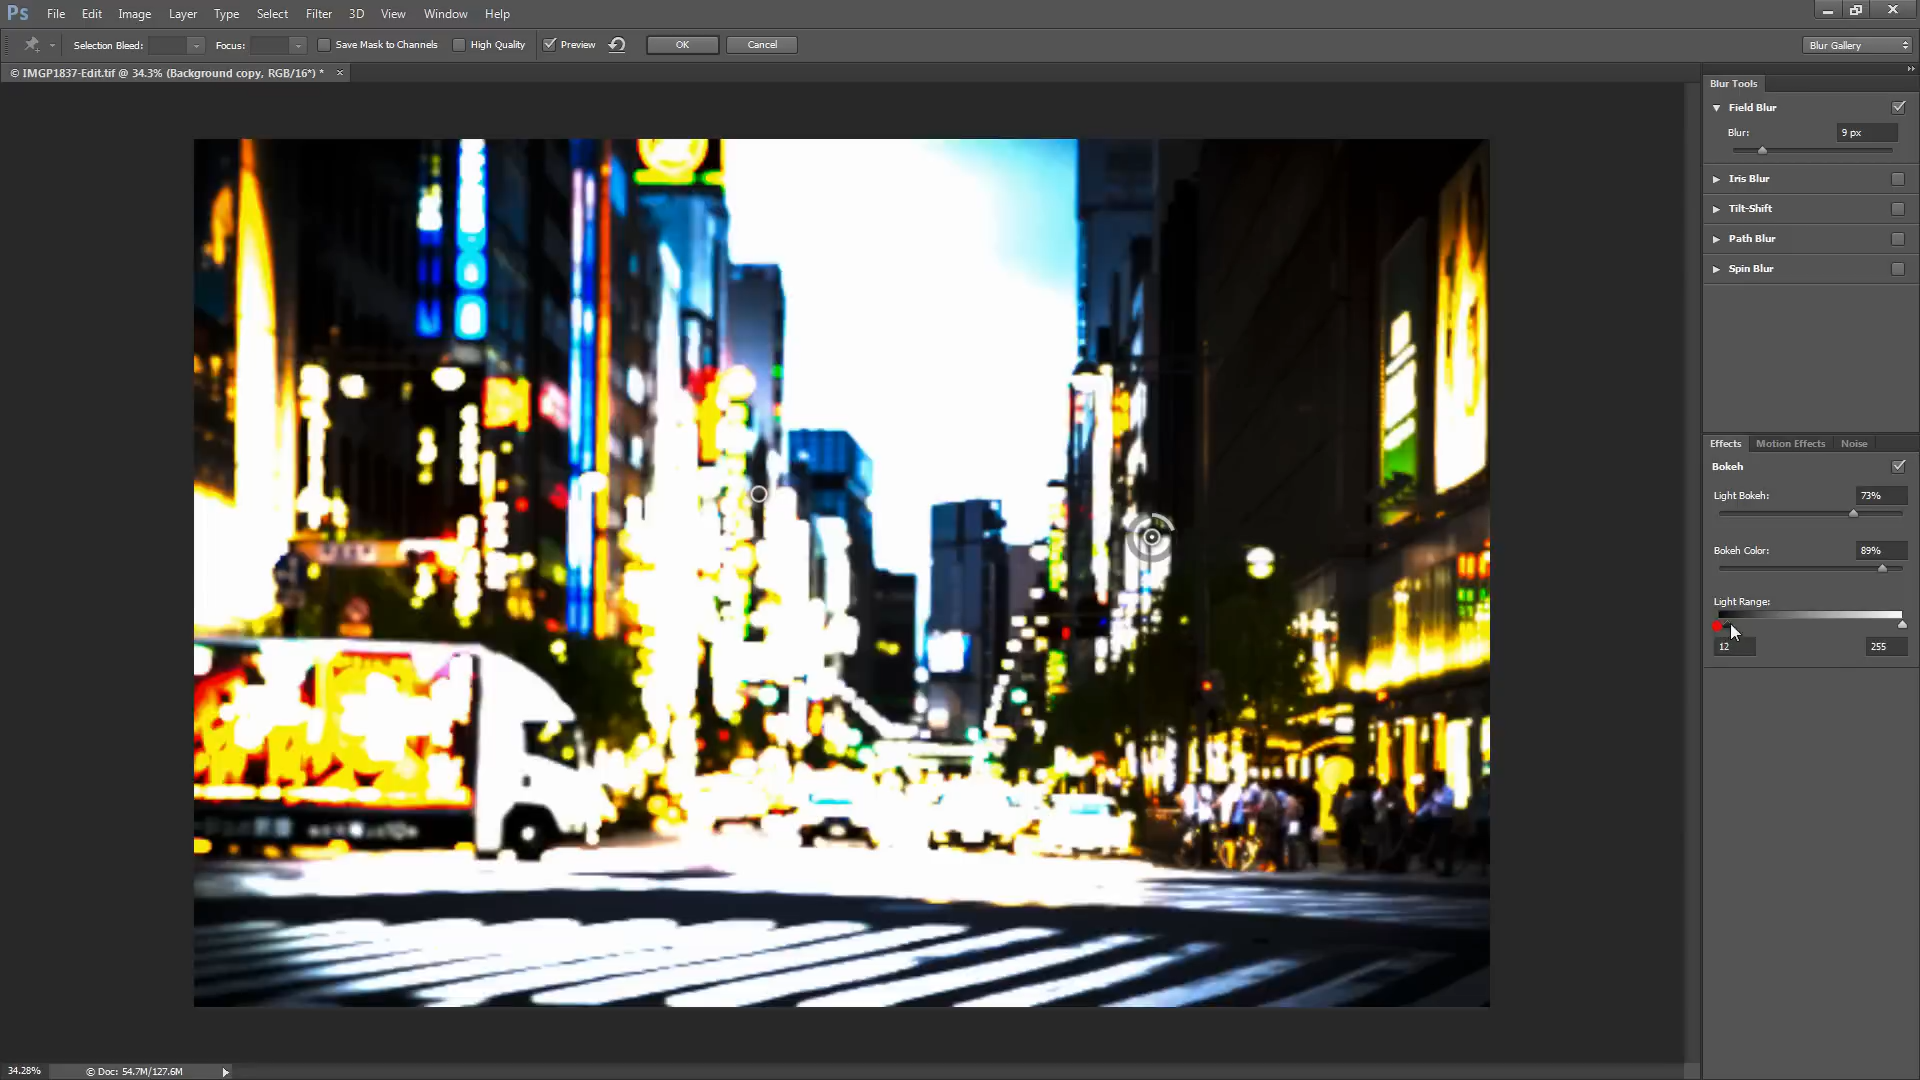 Ps File Edit Image Layer Type Select Filter 3D View Window Help
Selection Bleed: Focus: Save Mask to Channels High Quality Preview OK Cancel Blur Gallery
© IMGP1837-Edit.tif @ 34.3% (Background copy, RGB/16*) * ×
Blur Tools
Field Blur
Blur: 9 px
Iris Blur
Tilt-Shift
Path Blur
Spin Blur
Effects Motion Effects Noise
Bokeh
Light Bokeh: 73%
Bokeh Color: 89%
Light Range:
12 255
34.28% © Doc: 54.7M/127.6M